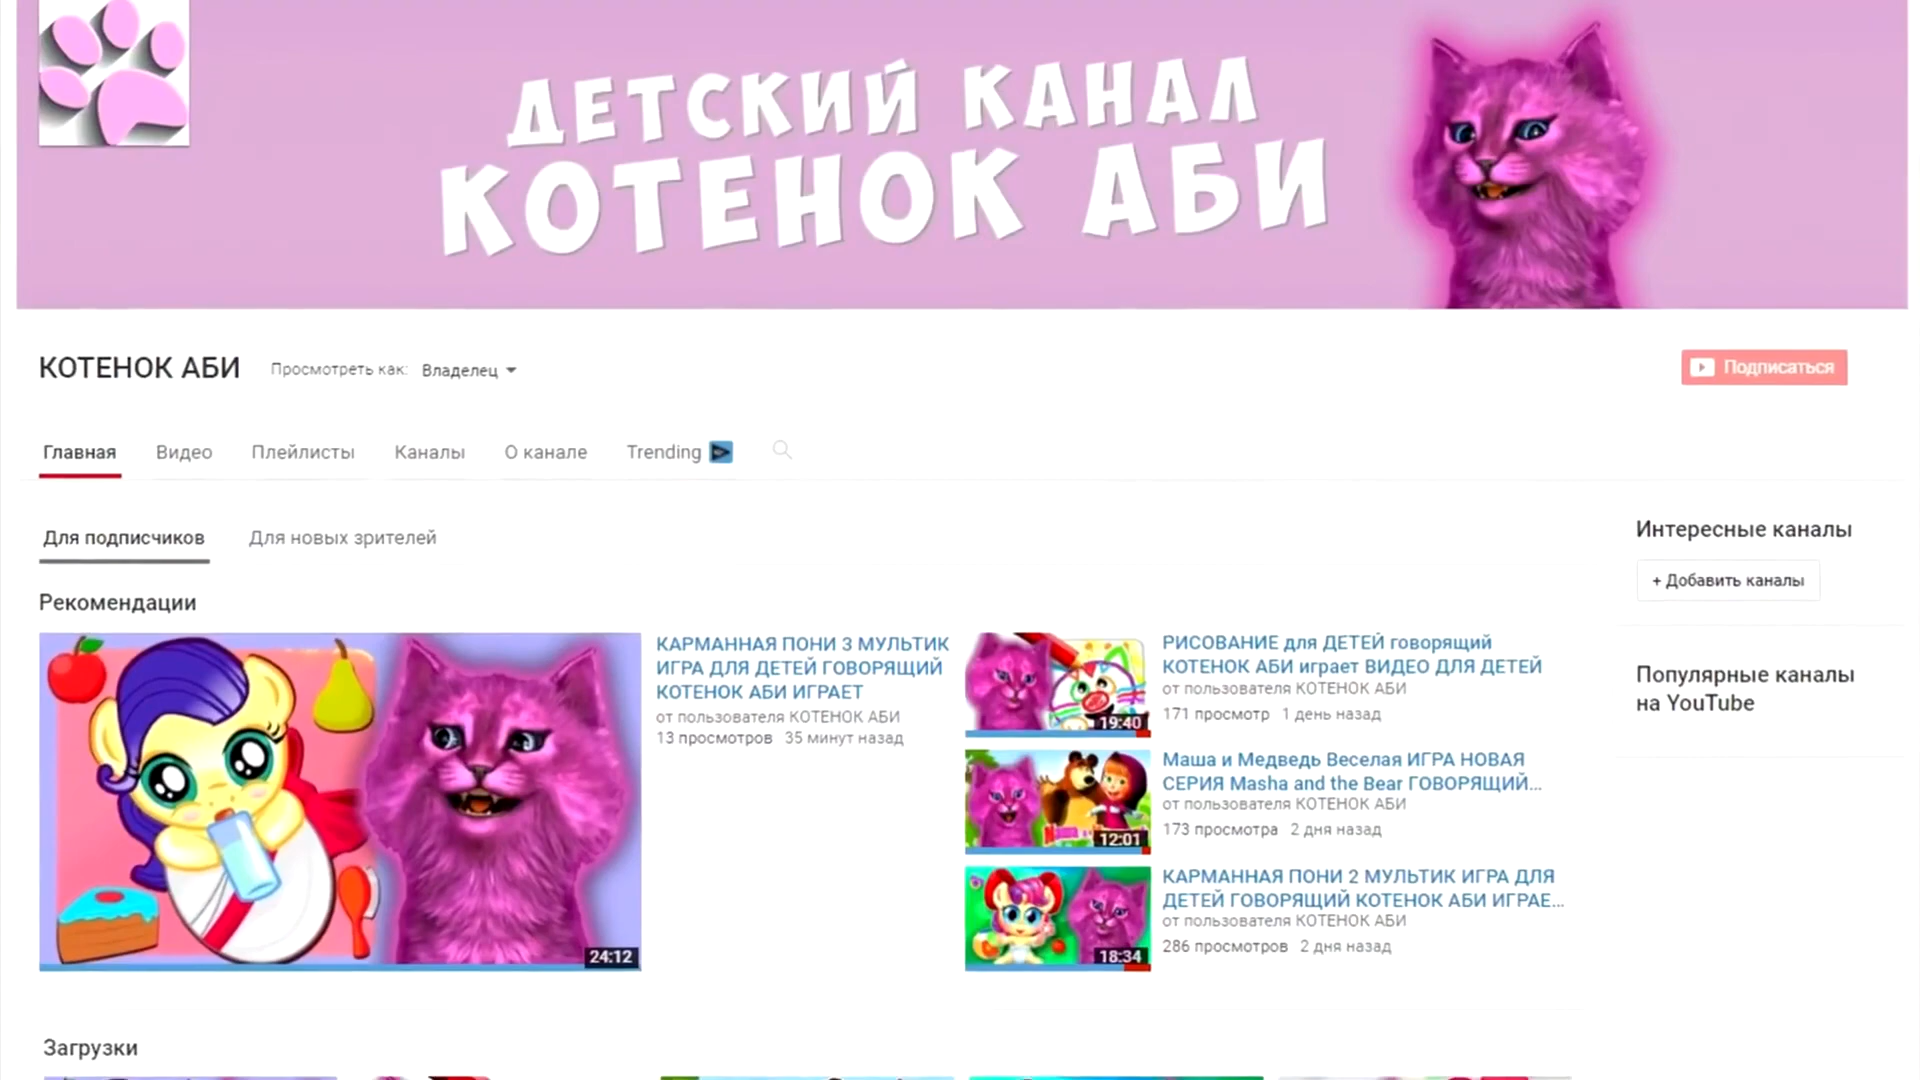 ДЕТСКИЙ КАНАЛ
КОТЕНОК АБИ
КОТЕНОК АБИ
Просмотреть как: Владелец
Подписаться
Главная
Видео
Плейлисты
Каналы
О канале
Trending
Для подписчиков
Для новых зрителей
Рекомендации
24:12
КАРМАННАЯ ПОНИ 3 МУЛЬТИК
ИГРА ДЛЯ ДЕТЕЙ ГОВОРЯЩИЙ
КОТЕНОК АБИ ИГРАЕТ
от пользователя КОТЕНОК АБИ
13 просмотров 35 минут назад
19:40
РИСОВАНИЕ для ДЕТЕЙ говорящий
КОТЕНОК АБИ играет ВИДЕО ДЛЯ ДЕТЕЙ
от пользователя КОТЕНОК АБИ
171 просмотр 1 день назад
12:01
Маша и Медведь Веселая ИГРА НОВАЯ
СЕРИЯ Masha and the Bear ГОВОРЯЩИЙ...
от пользователя КОТЕНОК АБИ
173 просмотра 2 дня назад
18:34
КАРМАННАЯ ПОНИ 2 МУЛЬТИК ИГРА ДЛЯ
ДЕТЕЙ ГОВОРЯЩИЙ КОТЕНОК АБИ ИГРАЕ...
от пользователя КОТЕНОК АБИ
286 просмотров 2 дня назад
Интересные каналы
+ Добавить каналы
Популярные каналы
на YouTube
Загрузки